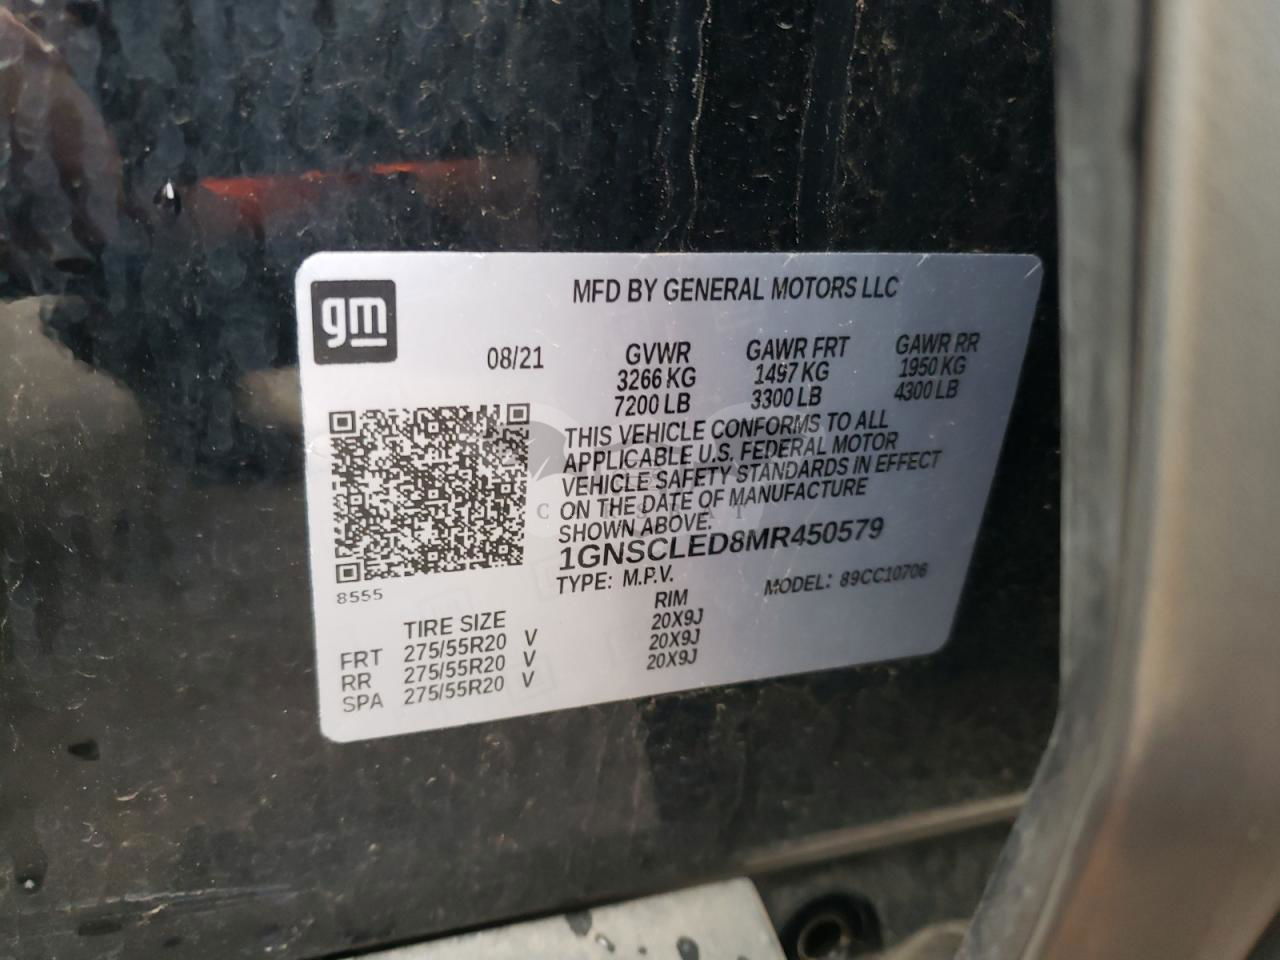 gm
MFD BY GENERAL MOTORS LLC
08/21 GVWR GAWR FRT GAWR RR
3266 KG 1497 KG 1950 KG
7200 LB 3300 LB 4300 LB
THIS VEHICLE CONFORMS TO ALL
APPLICABLE U.S. FEDERAL MOTOR
VEHICLE SAFETY STANDARDS IN EFFECT
ON THE DATE OF MANUFACTURE
SHOWN ABOVE.
1GNSCLED8MR450579
TYPE: M.P.V. MODEL: 89CC10706
8555
TIRE SIZE RIM
FRT 275/55R20 V 20X9J
RR 275/55R20 V 20X9J
SPA 275/55R20 V 20X9J